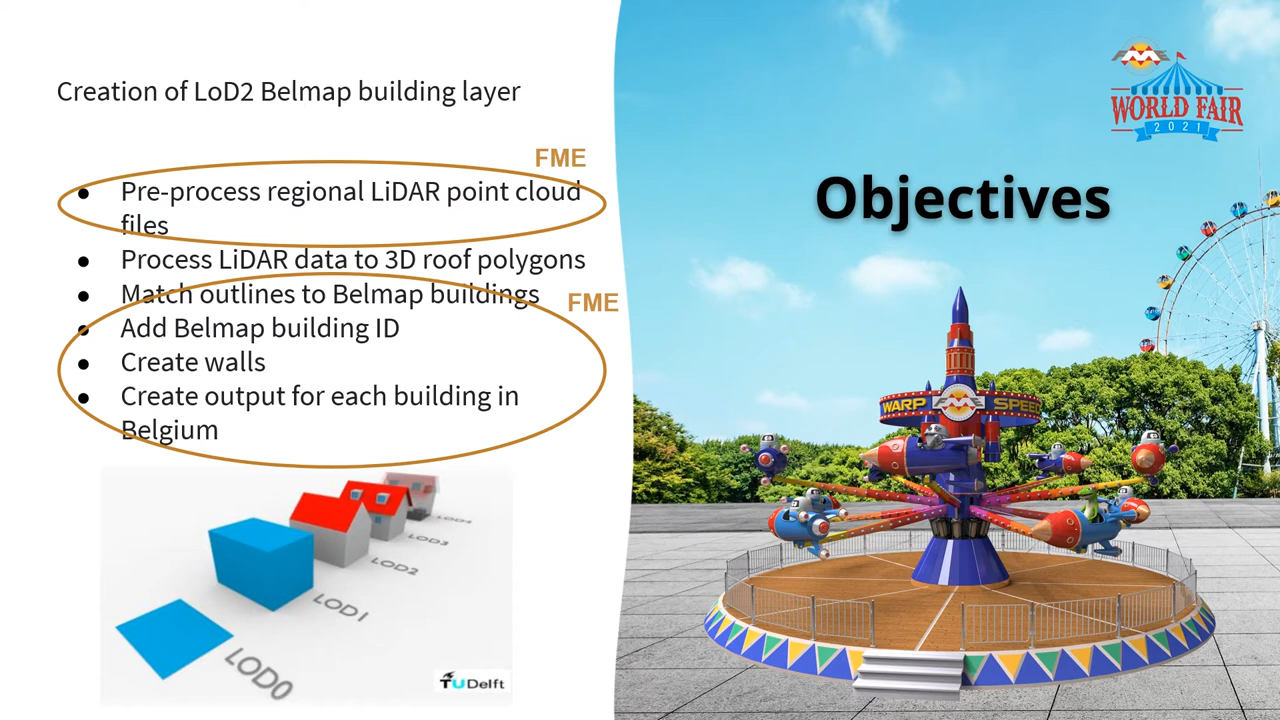 Creation of LoD2 Belmap building layer
FME
● Pre-process regional LiDAR point cloud
files
● Process LiDAR data to 3D roof polygons
● Match outlines to Belmap buildings
FME
● Add Belmap building ID
● Create walls
● Create output for each building in
Belgium
LOD4
LOD3
LOD2
LOD1
LOD0
TUDelft
FME
WORLD FAIR
2021
Objectives
WARP FME SPEED